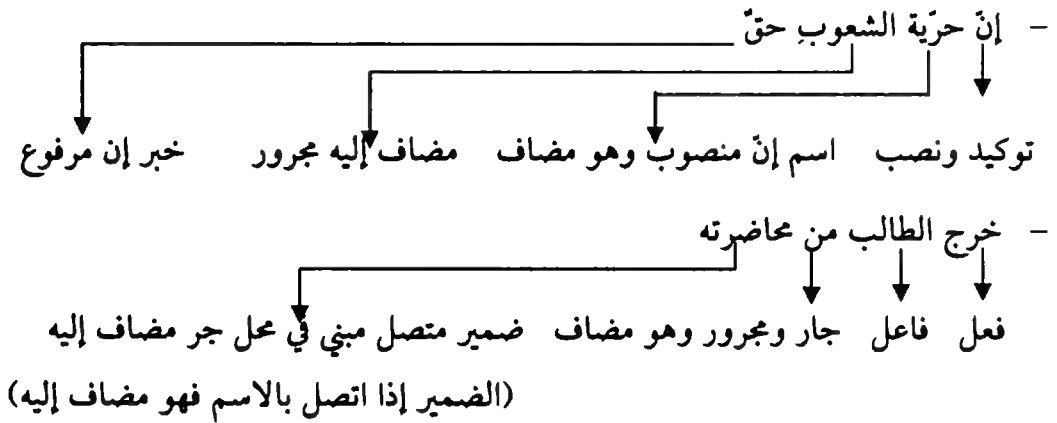 – إنّ حرّية الشعوبِ حقّ
توكيد ونصب اسم إنّ منصوب وهو مضاف مضاف إليه مجرور خبر إن مرفوع
– خرج الطالب من محاضرته
فعل فاعل جار ومجرور وهو مضاف ضمير متصل مبني في محل جر مضاف إليه
(الضمير إذا اتصل بالاسم فهو مضاف إليه)